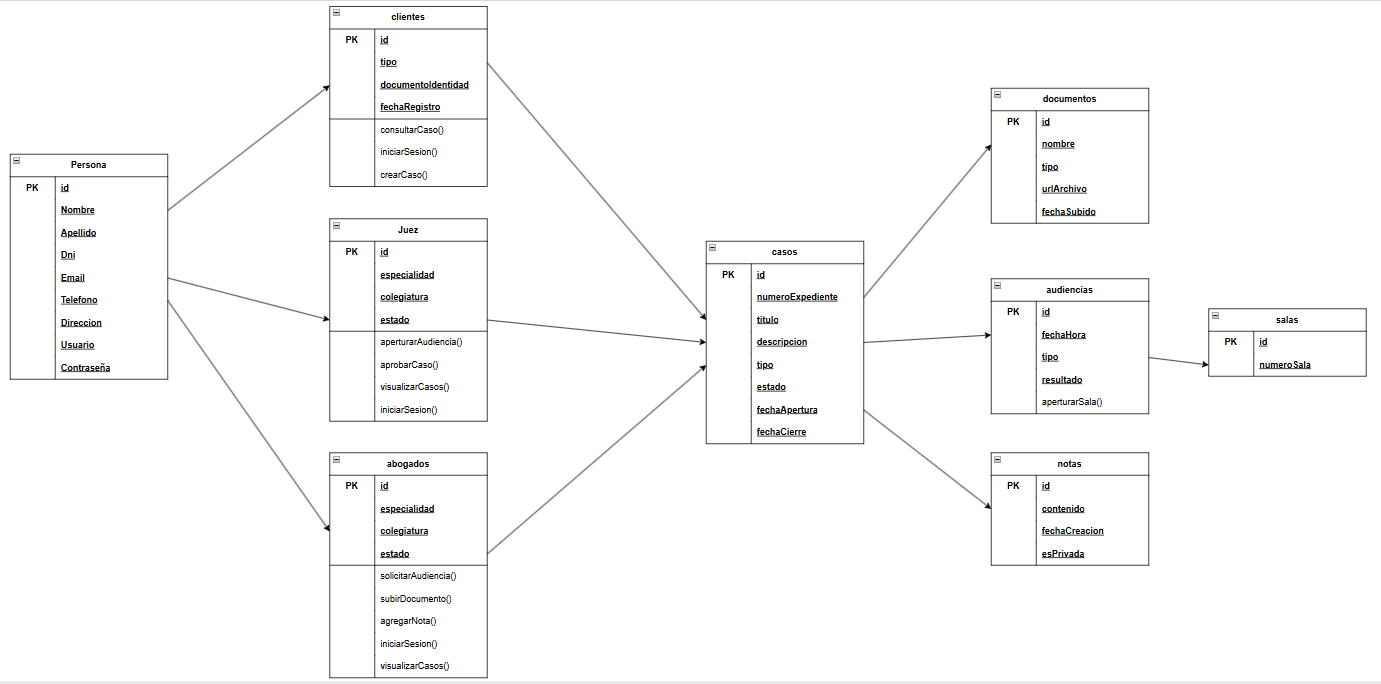 Persona
PK id
Nombre
Apellido
Dni
Email
Telefono
Direccion
Usuario
Contraseña
clientes
PK id
tipo
documentoIdentidad
fechaRegistro
consultarCaso()
iniciarSesion()
crearCaso()
Juez
PK id
especialidad
colegiatura
estado
aperturarAudiencia()
aprobarCaso()
visualizarCasos()
iniciarSesion()
abogados
PK id
especialidad
colegiatura
estado
solicitarAudiencia()
subirDocumento()
agregarNota()
iniciarSesion()
visualizarCasos()
casos
PK id
numeroExpediente
titulo
descripcion
tipo
estado
fechaApertura
fechaCierre
documentos
PK id
nombre
tipo
urlArchivo
fechaSubido
audiencias
PK id
fechaHora
tipo
resultado
aperturarSala()
notas
PK id
contenido
fechaCreacion
esPrivada
salas
PK id
numeroSala